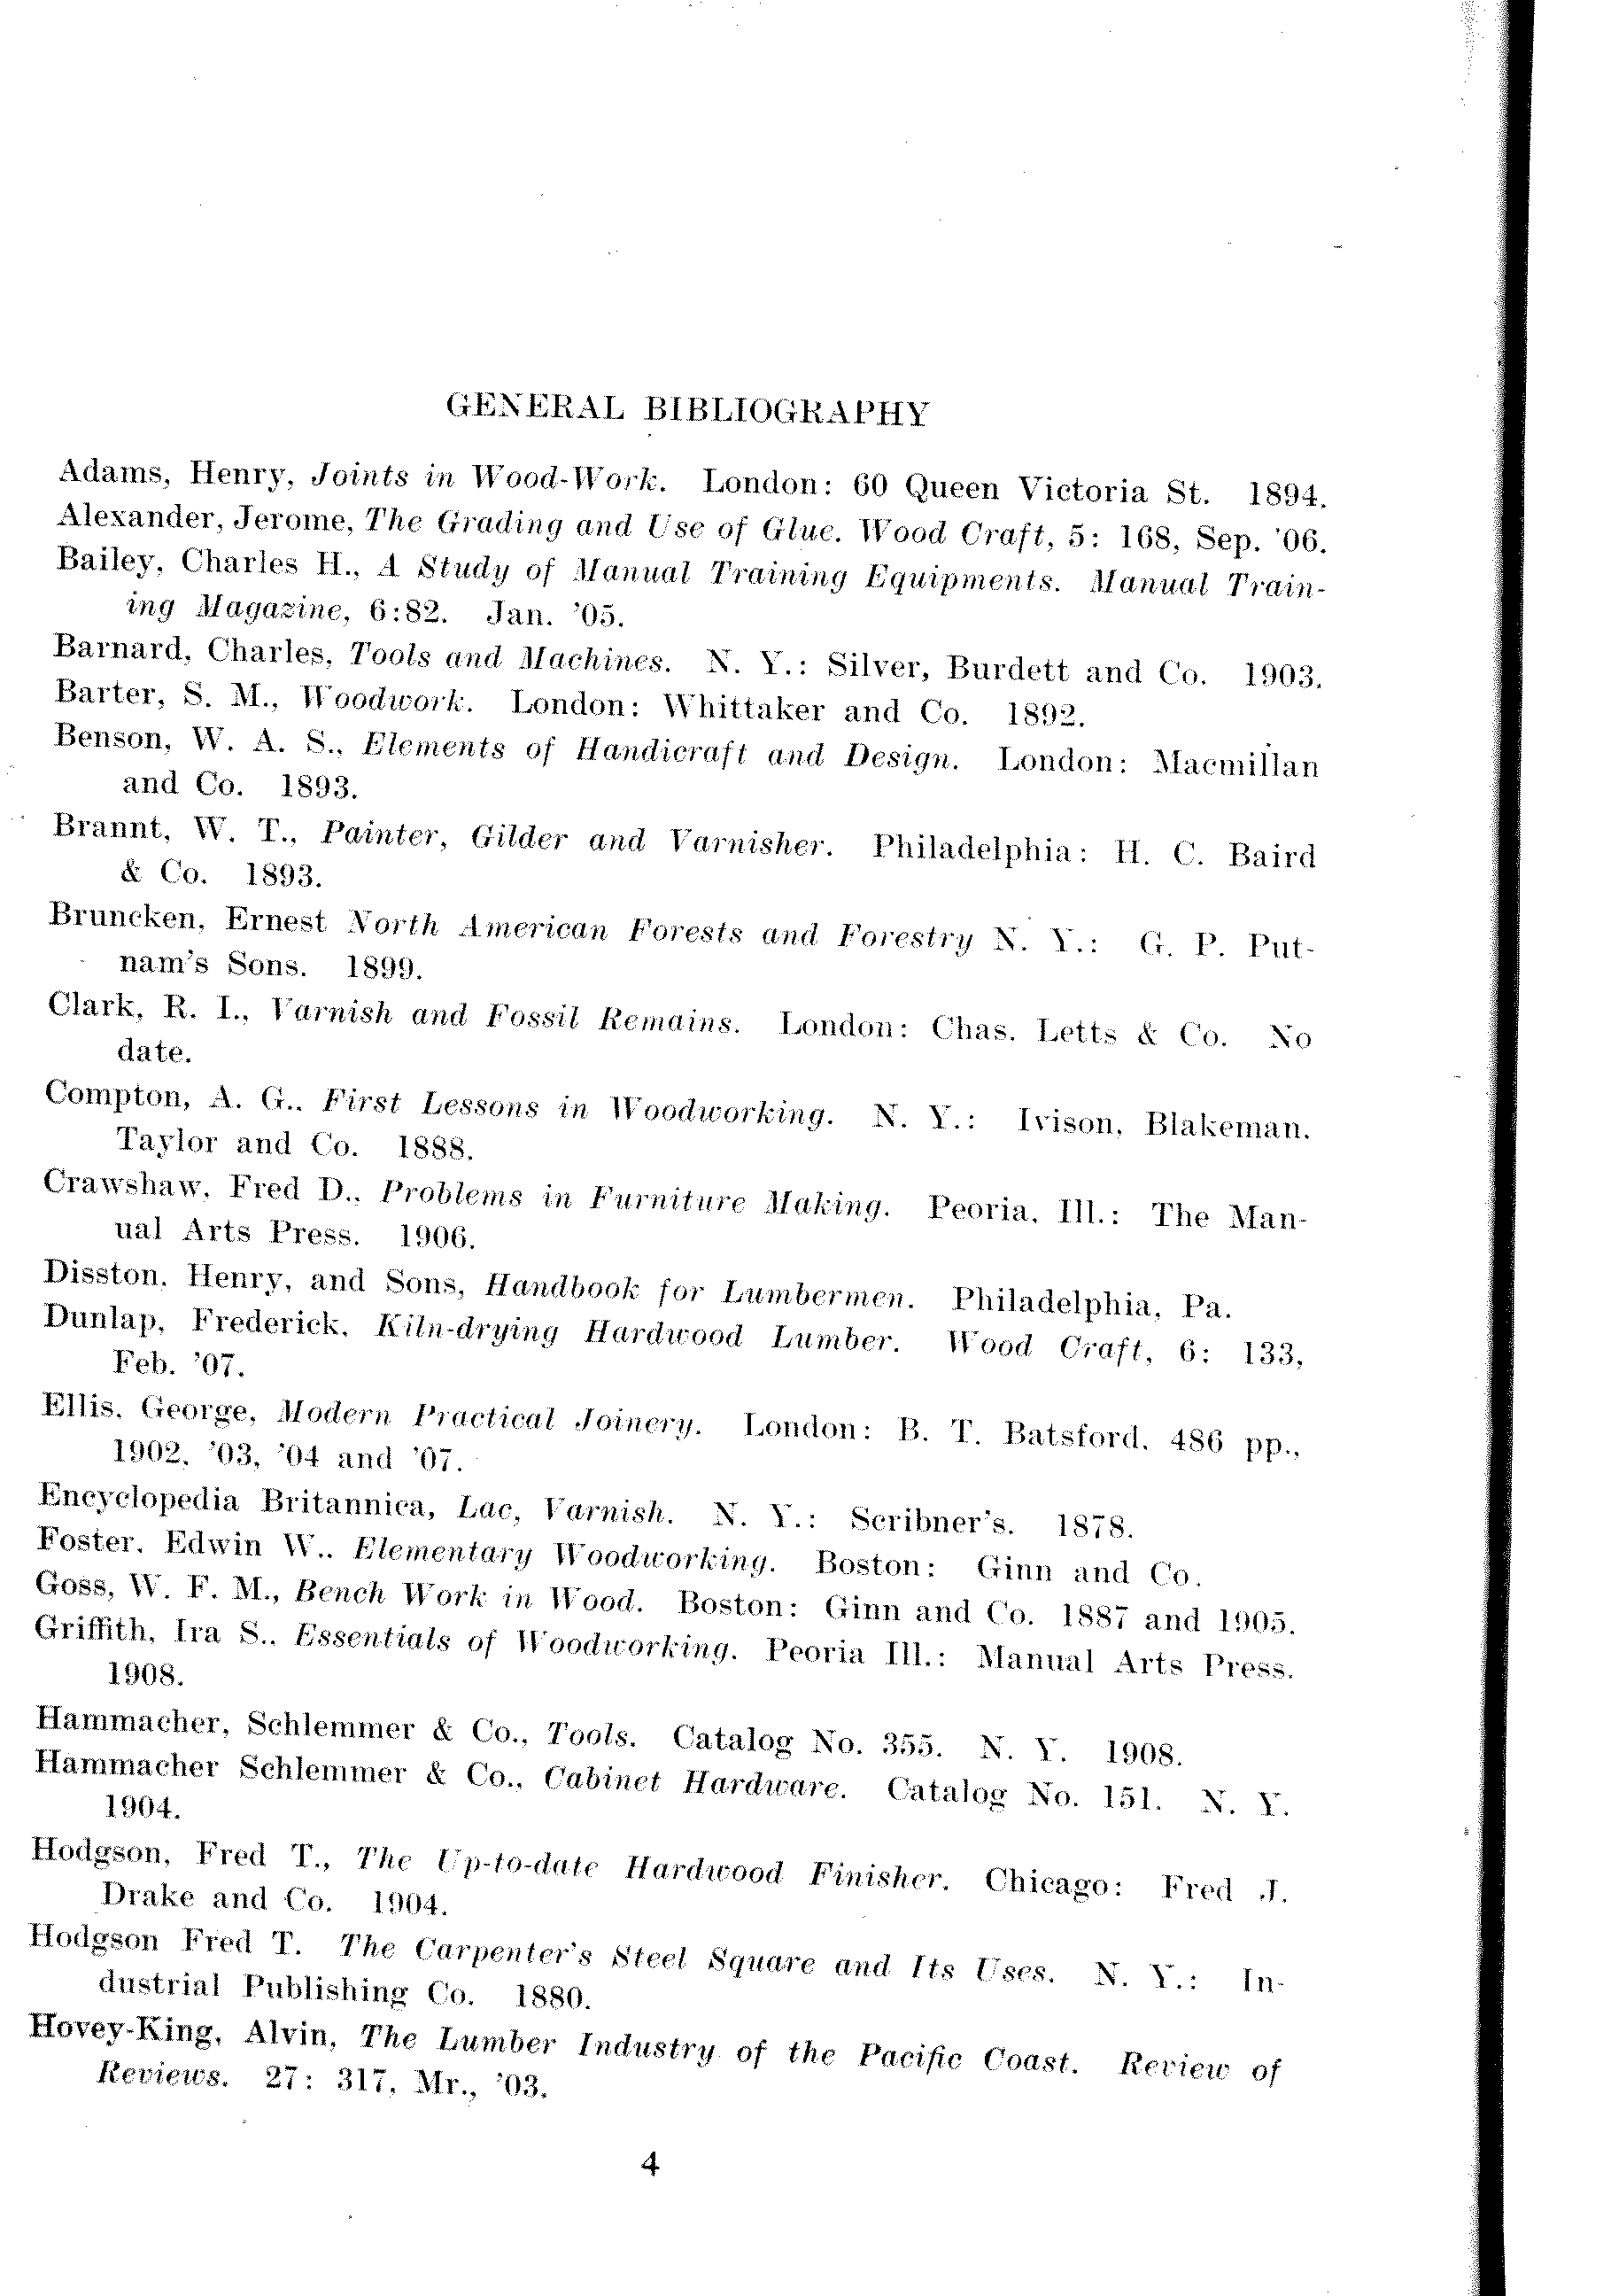 GENERAL BIBLIOGRAPHY
Adams, Henry, Joints in Wood-Work. London: 60 Queen Victoria St. 1894.
Alexander, Jerome, The Grading and Use of Glue. Wood Craft, 5: 168, Sep. '06.
Bailey, Charles H., A Study of Manual Training Equipments. Manual Train-
ing Magazine, 6:82. Jan. '05.
Barnard, Charles, Tools and Machines. N. Y.: Silver, Burdett and Co. 1903.
Barter, S. M., Woodwork. London: Whittaker and Co. 1892.
Benson, W. A. S., Elements of Handicraft and Design. London: Macmillan
and Co. 1893.
Brannt, W. T., Painter, Gilder and Varnisher. Philadelphia: H. C. Baird
& Co. 1893.
Bruncken, Ernest North American Forests and Forestry N. Y.: G. P. Put-
nam's Sons. 1899.
Clark, R. I., Varnish and Fossil Remains. London: Chas. Letts & Co. No
date.
Compton, A. G., First Lessons in Woodworking. N. Y.: Ivison, Blakeman.
Taylor and Co. 1888.
Crawshaw, Fred D., Problems in Furniture Making. Peoria, Ill.: The Man-
ual Arts Press. 1906.
Disston, Henry, and Sons, Handbook for Lumbermen. Philadelphia, Pa.
Dunlap, Frederick, Kiln-drying Hardwood Lumber. Wood Craft, 6: 133,
Feb. '07.
Ellis, George, Modern Practical Joinery. London: B. T. Batsford. 486 pp.,
1902, '03, '04 and '07.
Encyclopedia Britannica, Lac, Varnish. N. Y.: Scribner's. 1878.
Foster, Edwin W., Elementary Woodworking. Boston: Ginn and Co.
Goss, W. F. M., Bench Work in Wood. Boston: Ginn and Co. 1887 and 1905.
Griffith, Ira S., Essentials of Woodworking. Peoria Ill.: Manual Arts Press.
1908.
Hammacher, Schlemmer & Co., Tools. Catalog No. 355. N. Y. 1908.
Hammacher Schlemmer & Co., Cabinet Hardware. Catalog No. 151. N. Y.
1904.
Hodgson, Fred T., The Up-to-date Hardwood Finisher. Chicago: Fred J.
Drake and Co. 1904.
Hodgson Fred T. The Carpenter's Steel Square and Its Uses. N. Y.: In-
dustrial Publishing Co. 1880.
Hovey-King, Alvin, The Lumber Industry of the Pacific Coast. Review of
Reviews. 27: 317, Mr., '03.
4